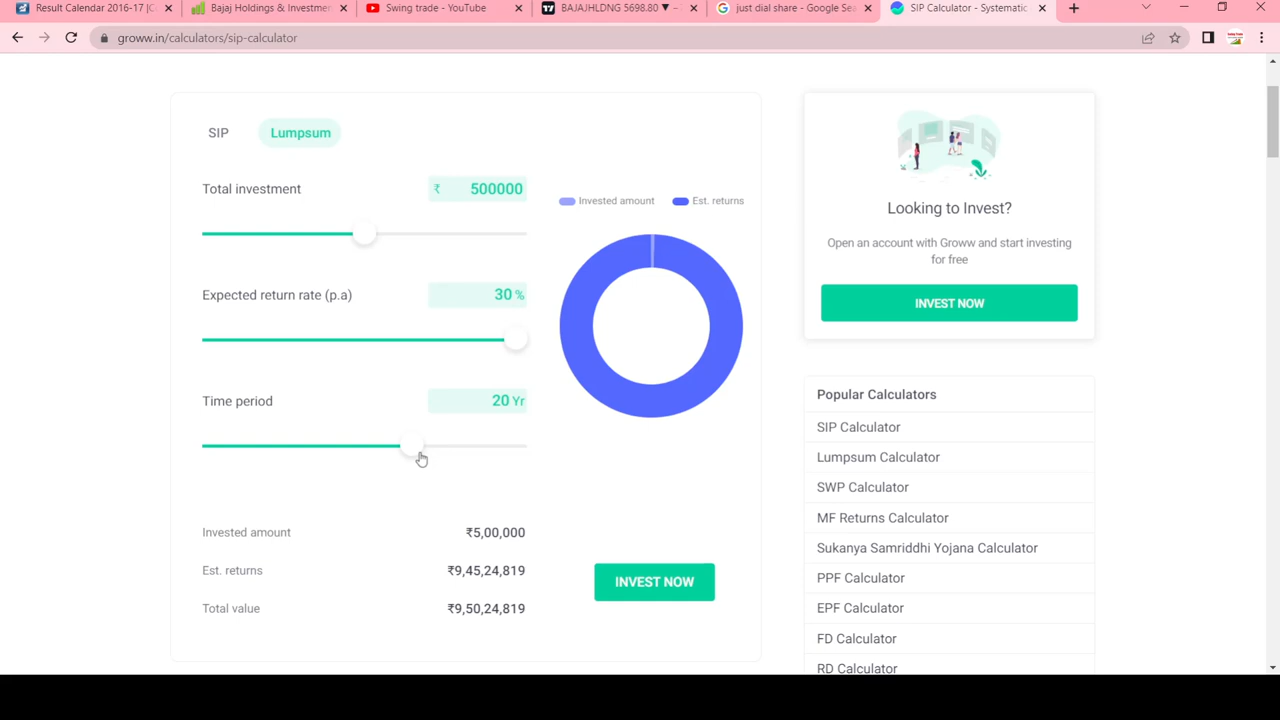 Result Calendar 2016-17 |C
Bajaj Holdings & Investmen
Swing trade - YouTube
BAJAJHLDNG 5698.80 ▼ −
just dial share - Google Sea
SIP Calculator - Systematic
groww.in/calculators/sip-calculator
SIP
Lumpsum
Total investment
₹ 500000
Invested amount
Est. returns
Expected return rate (p.a)
30 %
Time period
20 Yr
Invested amount
₹5,00,000
Est. returns
₹9,45,24,819
Total value
₹9,50,24,819
INVEST NOW
Looking to Invest?
Open an account with Groww and start investing
for free
INVEST NOW
Popular Calculators
SIP Calculator
Lumpsum Calculator
SWP Calculator
MF Returns Calculator
Sukanya Samriddhi Yojana Calculator
PPF Calculator
EPF Calculator
FD Calculator
RD Calculator